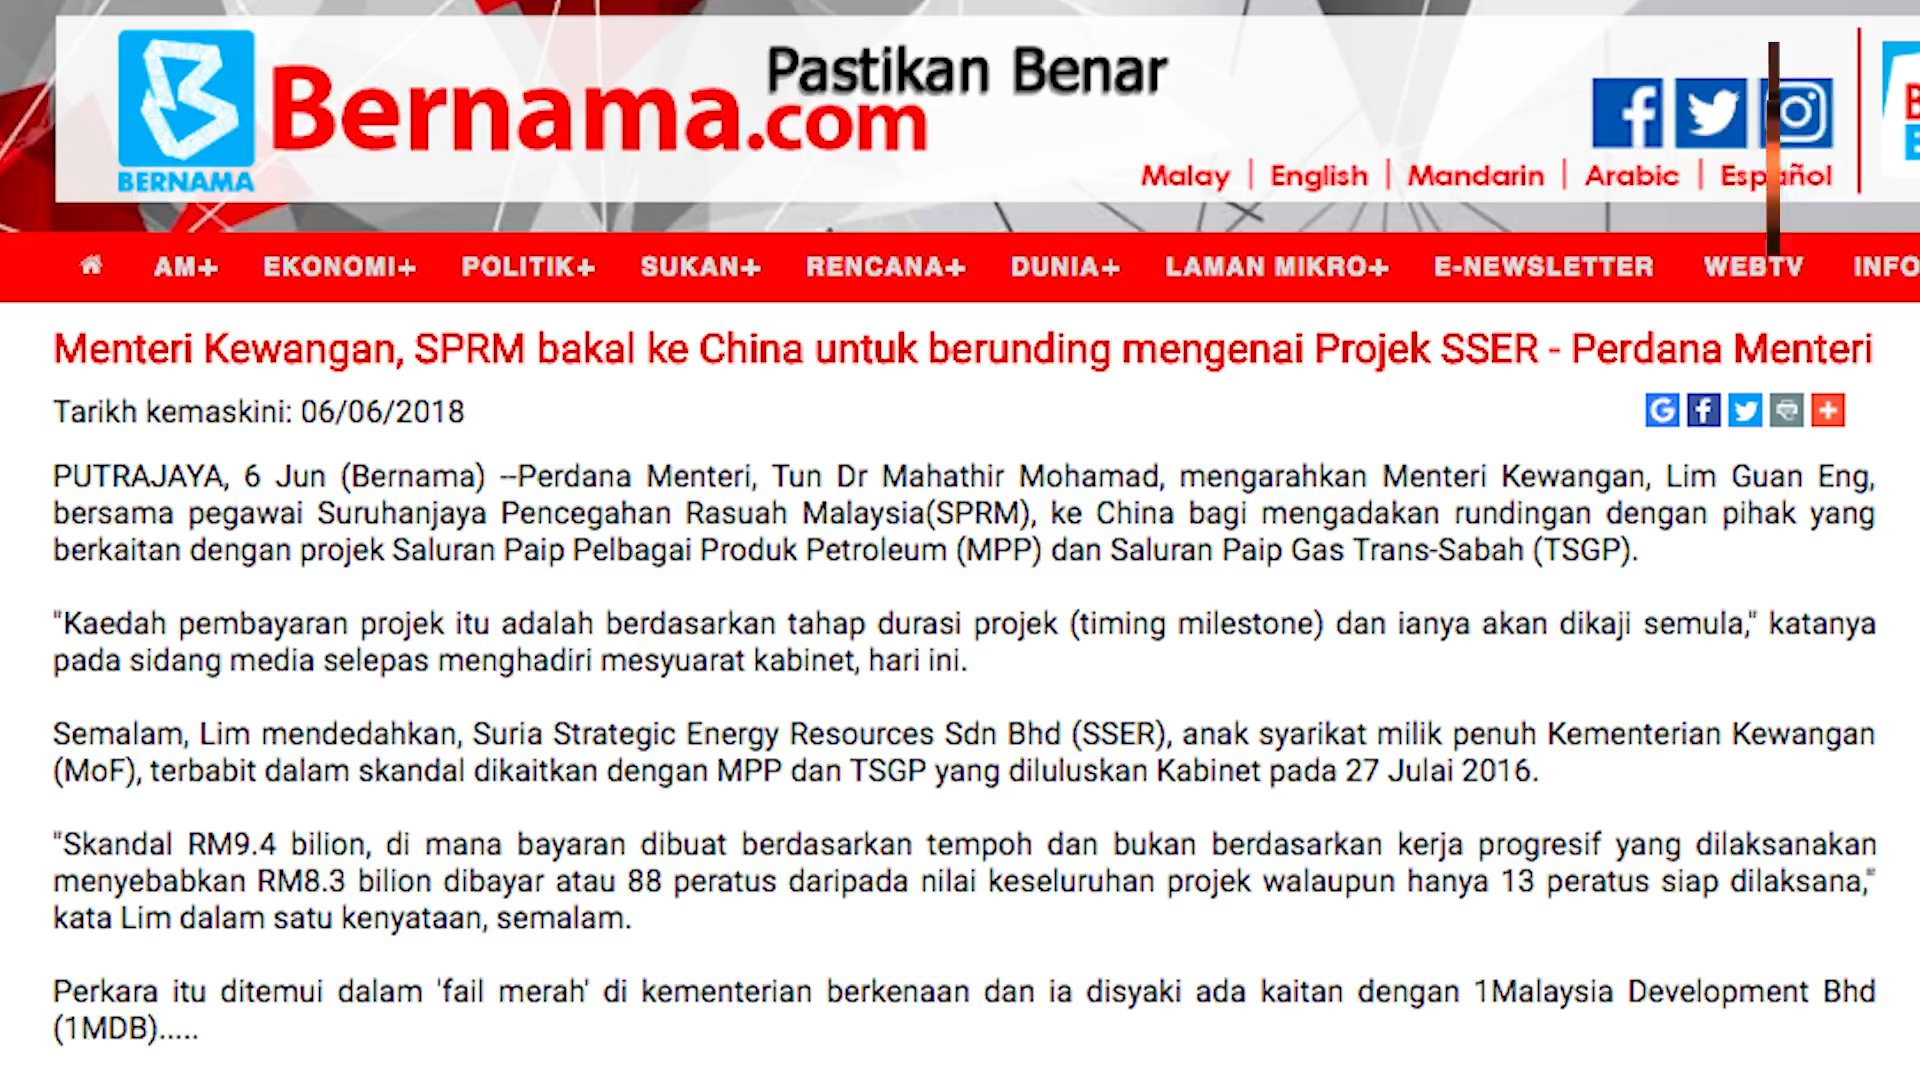 BERNAMA
Bernama.com
Pastikan Benar
Malay | English | Mandarin | Arabic | Español
AM+ EKONOMI+ POLITIK+ SUKAN+ RENCANA+ DUNIA+ LAMAN MIKRO+ E-NEWSLETTER WEBTV INFO
Menteri Kewangan, SPRM bakal ke China untuk berunding mengenai Projek SSER - Perdana Menteri
Tarikh kemaskini: 06/06/2018
PUTRAJAYA, 6 Jun (Bernama) --Perdana Menteri, Tun Dr Mahathir Mohamad, mengarahkan Menteri Kewangan, Lim Guan Eng,
bersama pegawai Suruhanjaya Pencegahan Rasuah Malaysia(SPRM), ke China bagi mengadakan rundingan dengan pihak yang
berkaitan dengan projek Saluran Paip Pelbagai Produk Petroleum (MPP) dan Saluran Paip Gas Trans-Sabah (TSGP).
"Kaedah pembayaran projek itu adalah berdasarkan tahap durasi projek (timing milestone) dan ianya akan dikaji semula," katanya
pada sidang media selepas menghadiri mesyuarat kabinet, hari ini.
Semalam, Lim mendedahkan, Suria Strategic Energy Resources Sdn Bhd (SSER), anak syarikat milik penuh Kementerian Kewangan
(MoF), terbabit dalam skandal dikaitkan dengan MPP dan TSGP yang diluluskan Kabinet pada 27 Julai 2016.
"Skandal RM9.4 bilion, di mana bayaran dibuat berdasarkan tempoh dan bukan berdasarkan kerja progresif yang dilaksanakan
menyebabkan RM8.3 bilion dibayar atau 88 peratus daripada nilai keseluruhan projek walaupun hanya 13 peratus siap dilaksana,"
kata Lim dalam satu kenyataan, semalam.
Perkara itu ditemui dalam 'fail merah' di kementerian berkenaan dan ia disyaki ada kaitan dengan 1Malaysia Development Bhd
(1MDB).....